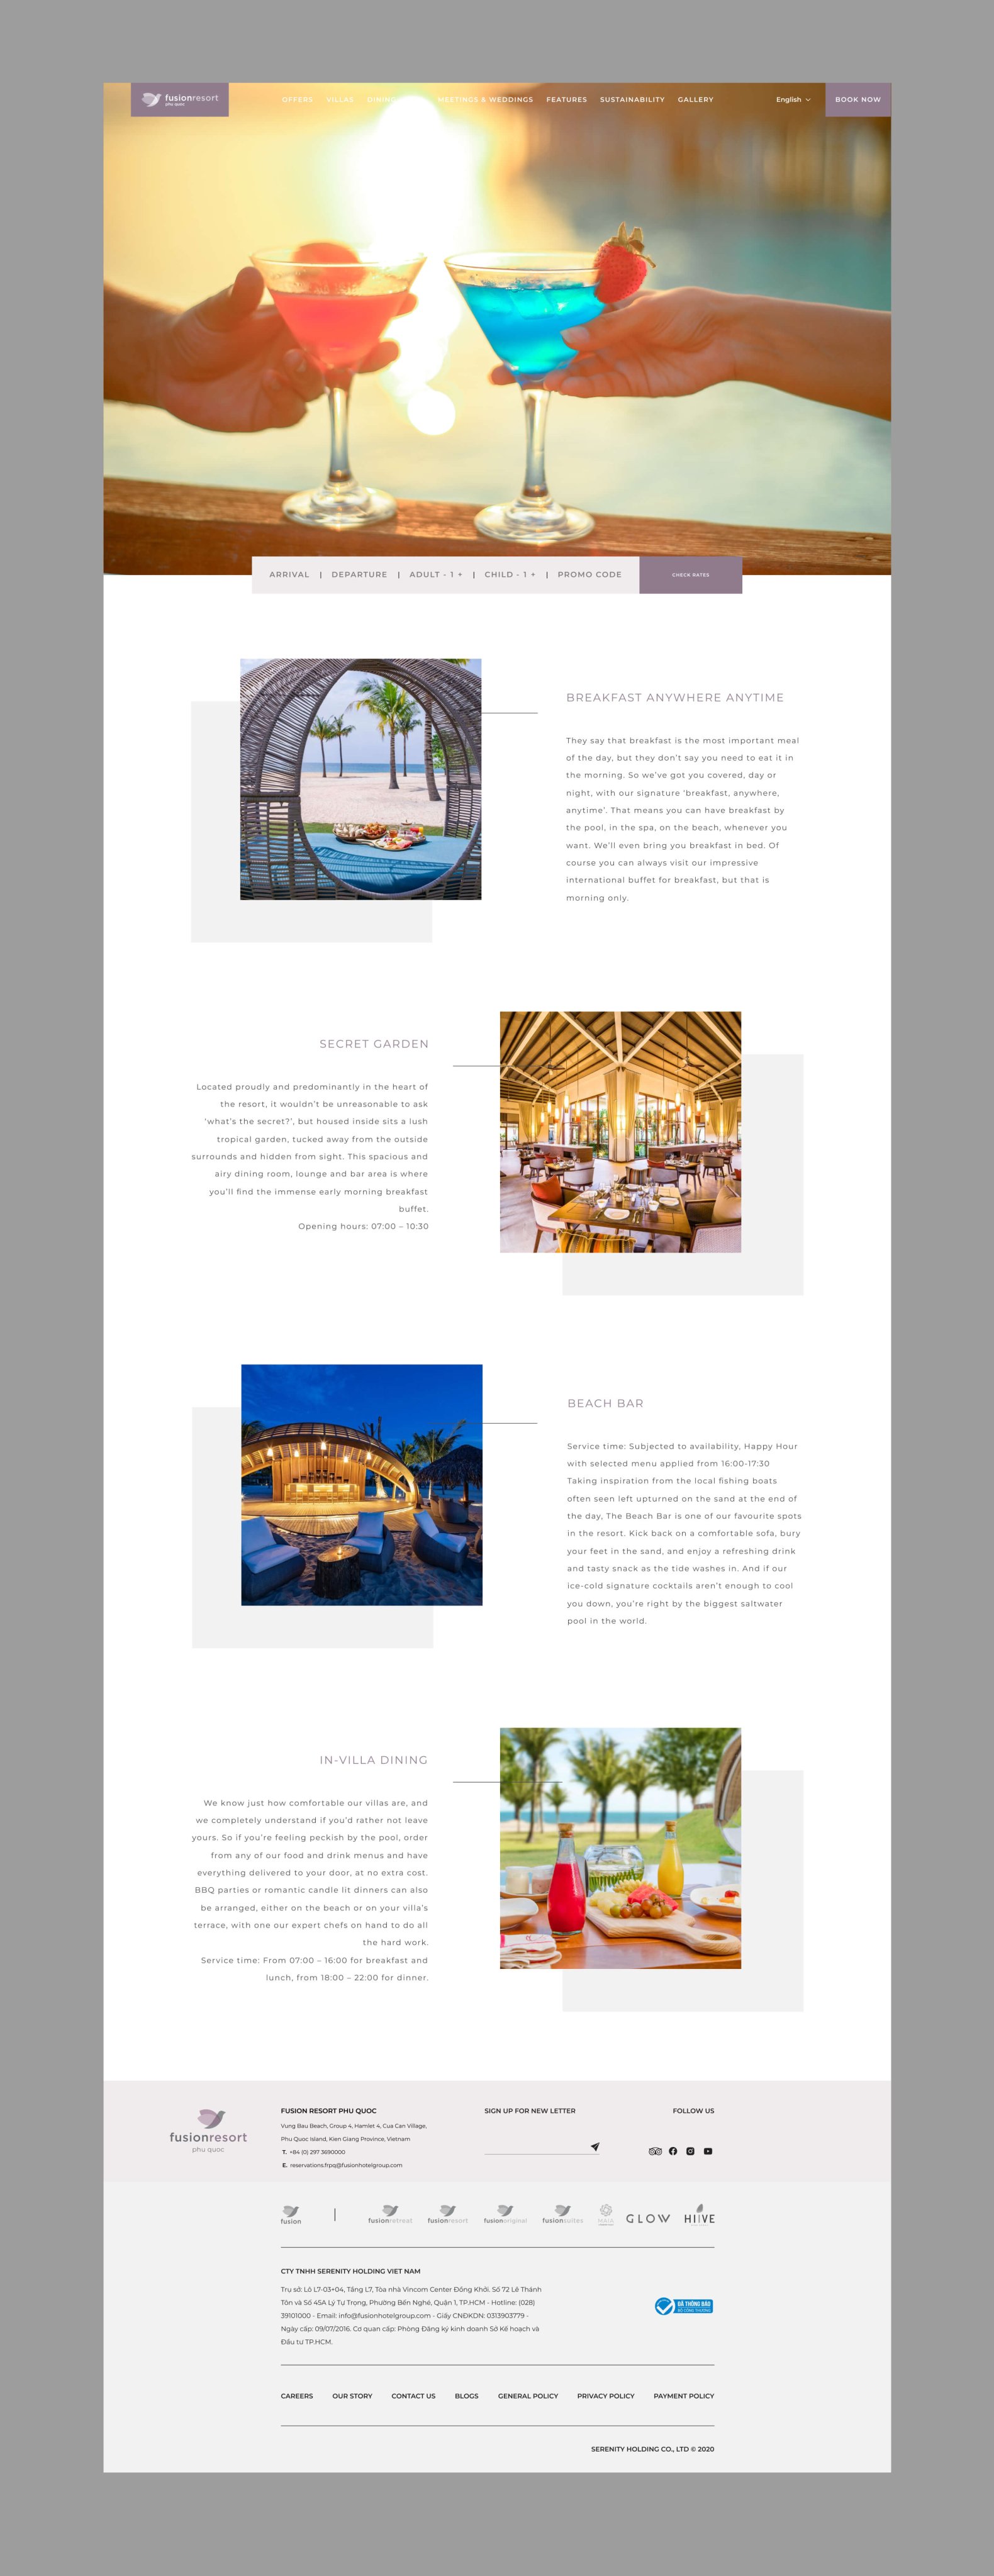 fusionresort
phu quoc
OFFERS VILLAS DINING MEETINGS & WEDDINGS FEATURES SUSTAINABILITY GALLERY
English
BOOK NOW
ARRIVAL | DEPARTURE | ADULT - 1 + | CHILD - 1 + | PROMO CODE
CHECK RATES
BREAKFAST ANYWHERE ANYTIME
They say that breakfast is the most important meal
of the day, but they don't say you need to eat it in
the morning. So we've got you covered, day or
night, with our signature 'breakfast, anywhere,
anytime'. That means you can have breakfast by
the pool, in the spa, on the beach, whenever you
want. We'll even bring you breakfast in bed. Of
course you can always visit our impressive
international buffet for breakfast, but that is
morning only.
SECRET GARDEN
Located proudly and predominantly in the heart of
the resort, it wouldn't be unreasonable to ask
'what's the secret?', but housed inside sits a lush
tropical garden, tucked away from the outside
surrounds and hidden from sight. This spacious and
airy dining room, lounge and bar area is where
you'll find the immense early morning breakfast
buffet.
Opening hours: 07:00 – 10:30
BEACH BAR
Service time: Subjected to availability, Happy Hour
with selected menu applied from 16:00-17:30
Taking inspiration from the local fishing boats
often seen left upturned on the sand at the end of
the day, The Beach Bar is one of our favourite spots
in the resort. Kick back on a comfortable sofa, bury
your feet in the sand, and enjoy a refreshing drink
and tasty snack as the tide washes in. And if our
ice-cold signature cocktails aren't enough to cool
you down, you're right by the biggest saltwater
pool in the world.
IN-VILLA DINING
We know just how comfortable our villas are, and
we completely understand if you'd rather not leave
yours. So if you're feeling peckish by the pool, order
from any of our food and drink menus and have
everything delivered to your door, at no extra cost.
BBQ parties or romantic candle lit dinners can also
be arranged, either on the beach or on your villa's
terrace, with one our expert chefs on hand to do all
the hard work.
Service time: From 07:00 – 16:00 for breakfast and
lunch, from 18:00 – 22:00 for dinner.
fusionresort
phu quoc
FUSION RESORT PHU QUOC
Vung Bau Beach, Group 4, Hamlet 4, Cua Can Village,
Phu Quoc Island, Kien Giang Province, Vietnam
T. +84 (0) 297 3690000
E. reservations.frpq@fusionhotelgroup.com
SIGN UP FOR NEW LETTER
FOLLOW US
fusion
fusionretreat
fusionresort
fusionoriginal
fusionsuites
GLOW
HIIVE
CTY TNHH SERENITY HOLDING VIET NAM
Trụ sở: Lô L7-03+04, Tầng L7, Tòa nhà Vincom Center Đồng Khởi. Số 72 Lê Thánh
Tôn và Số 45A Lý Tự Trọng, Phường Bến Nghé, Quận 1, TP.HCM - Hotline: (028)
39101000 - Email: info@fusionhotelgroup.com - Giấy CNĐKDN: 0313903779 -
Ngày cấp: 09/07/2016. Cơ quan cấp: Phòng Đăng ký kinh doanh Sở Kế hoạch và
Đầu tư TP.HCM.
ĐÃ THÔNG BÁO
BỘ CÔNG THƯƠNG
CAREERS OUR STORY CONTACT US BLOGS GENERAL POLICY PRIVACY POLICY PAYMENT POLICY
SERENITY HOLDING CO., LTD © 2020